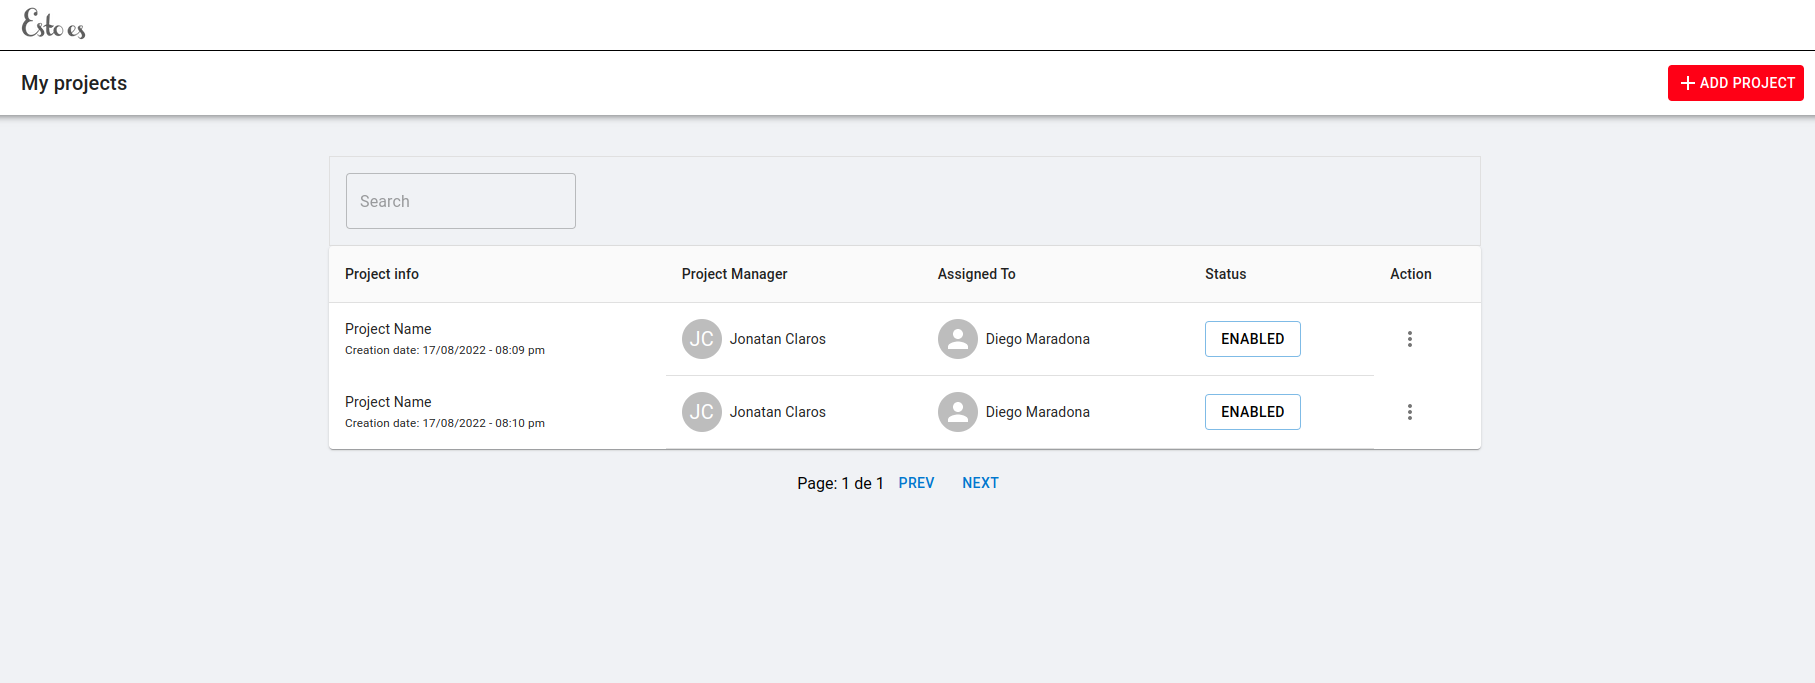 Esto es
My projects
ADD PROJECT
Search
Project info Project Manager Assigned To Status Action
Project Name
Creation date: 17/08/2022 - 08:09 pm
JC Jonatan Claros Diego Maradona ENABLED
Project Name
Creation date: 17/08/2022 - 08:10 pm
JC Jonatan Claros Diego Maradona ENABLED
Page: 1 de 1 PREV NEXT